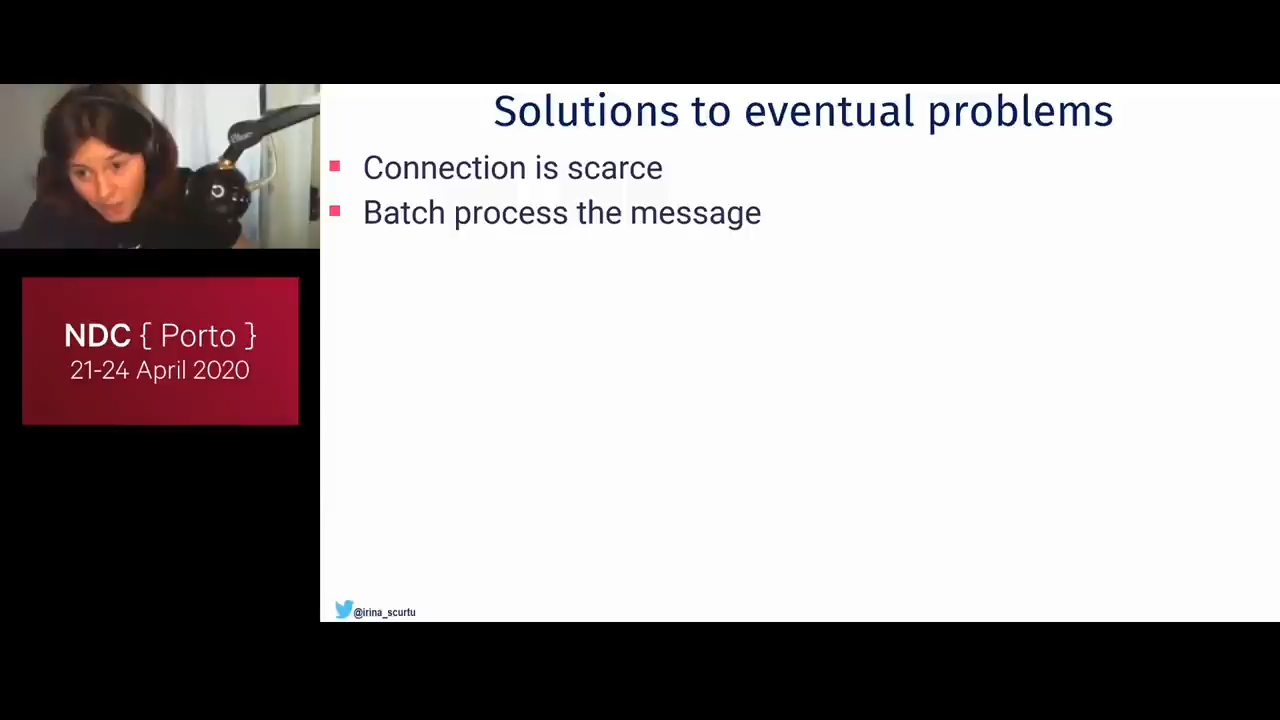 Solutions to eventual problems
Connection is scarce
Batch process the message
NDC { Porto }
21-24 April 2020
@irina_scurtu